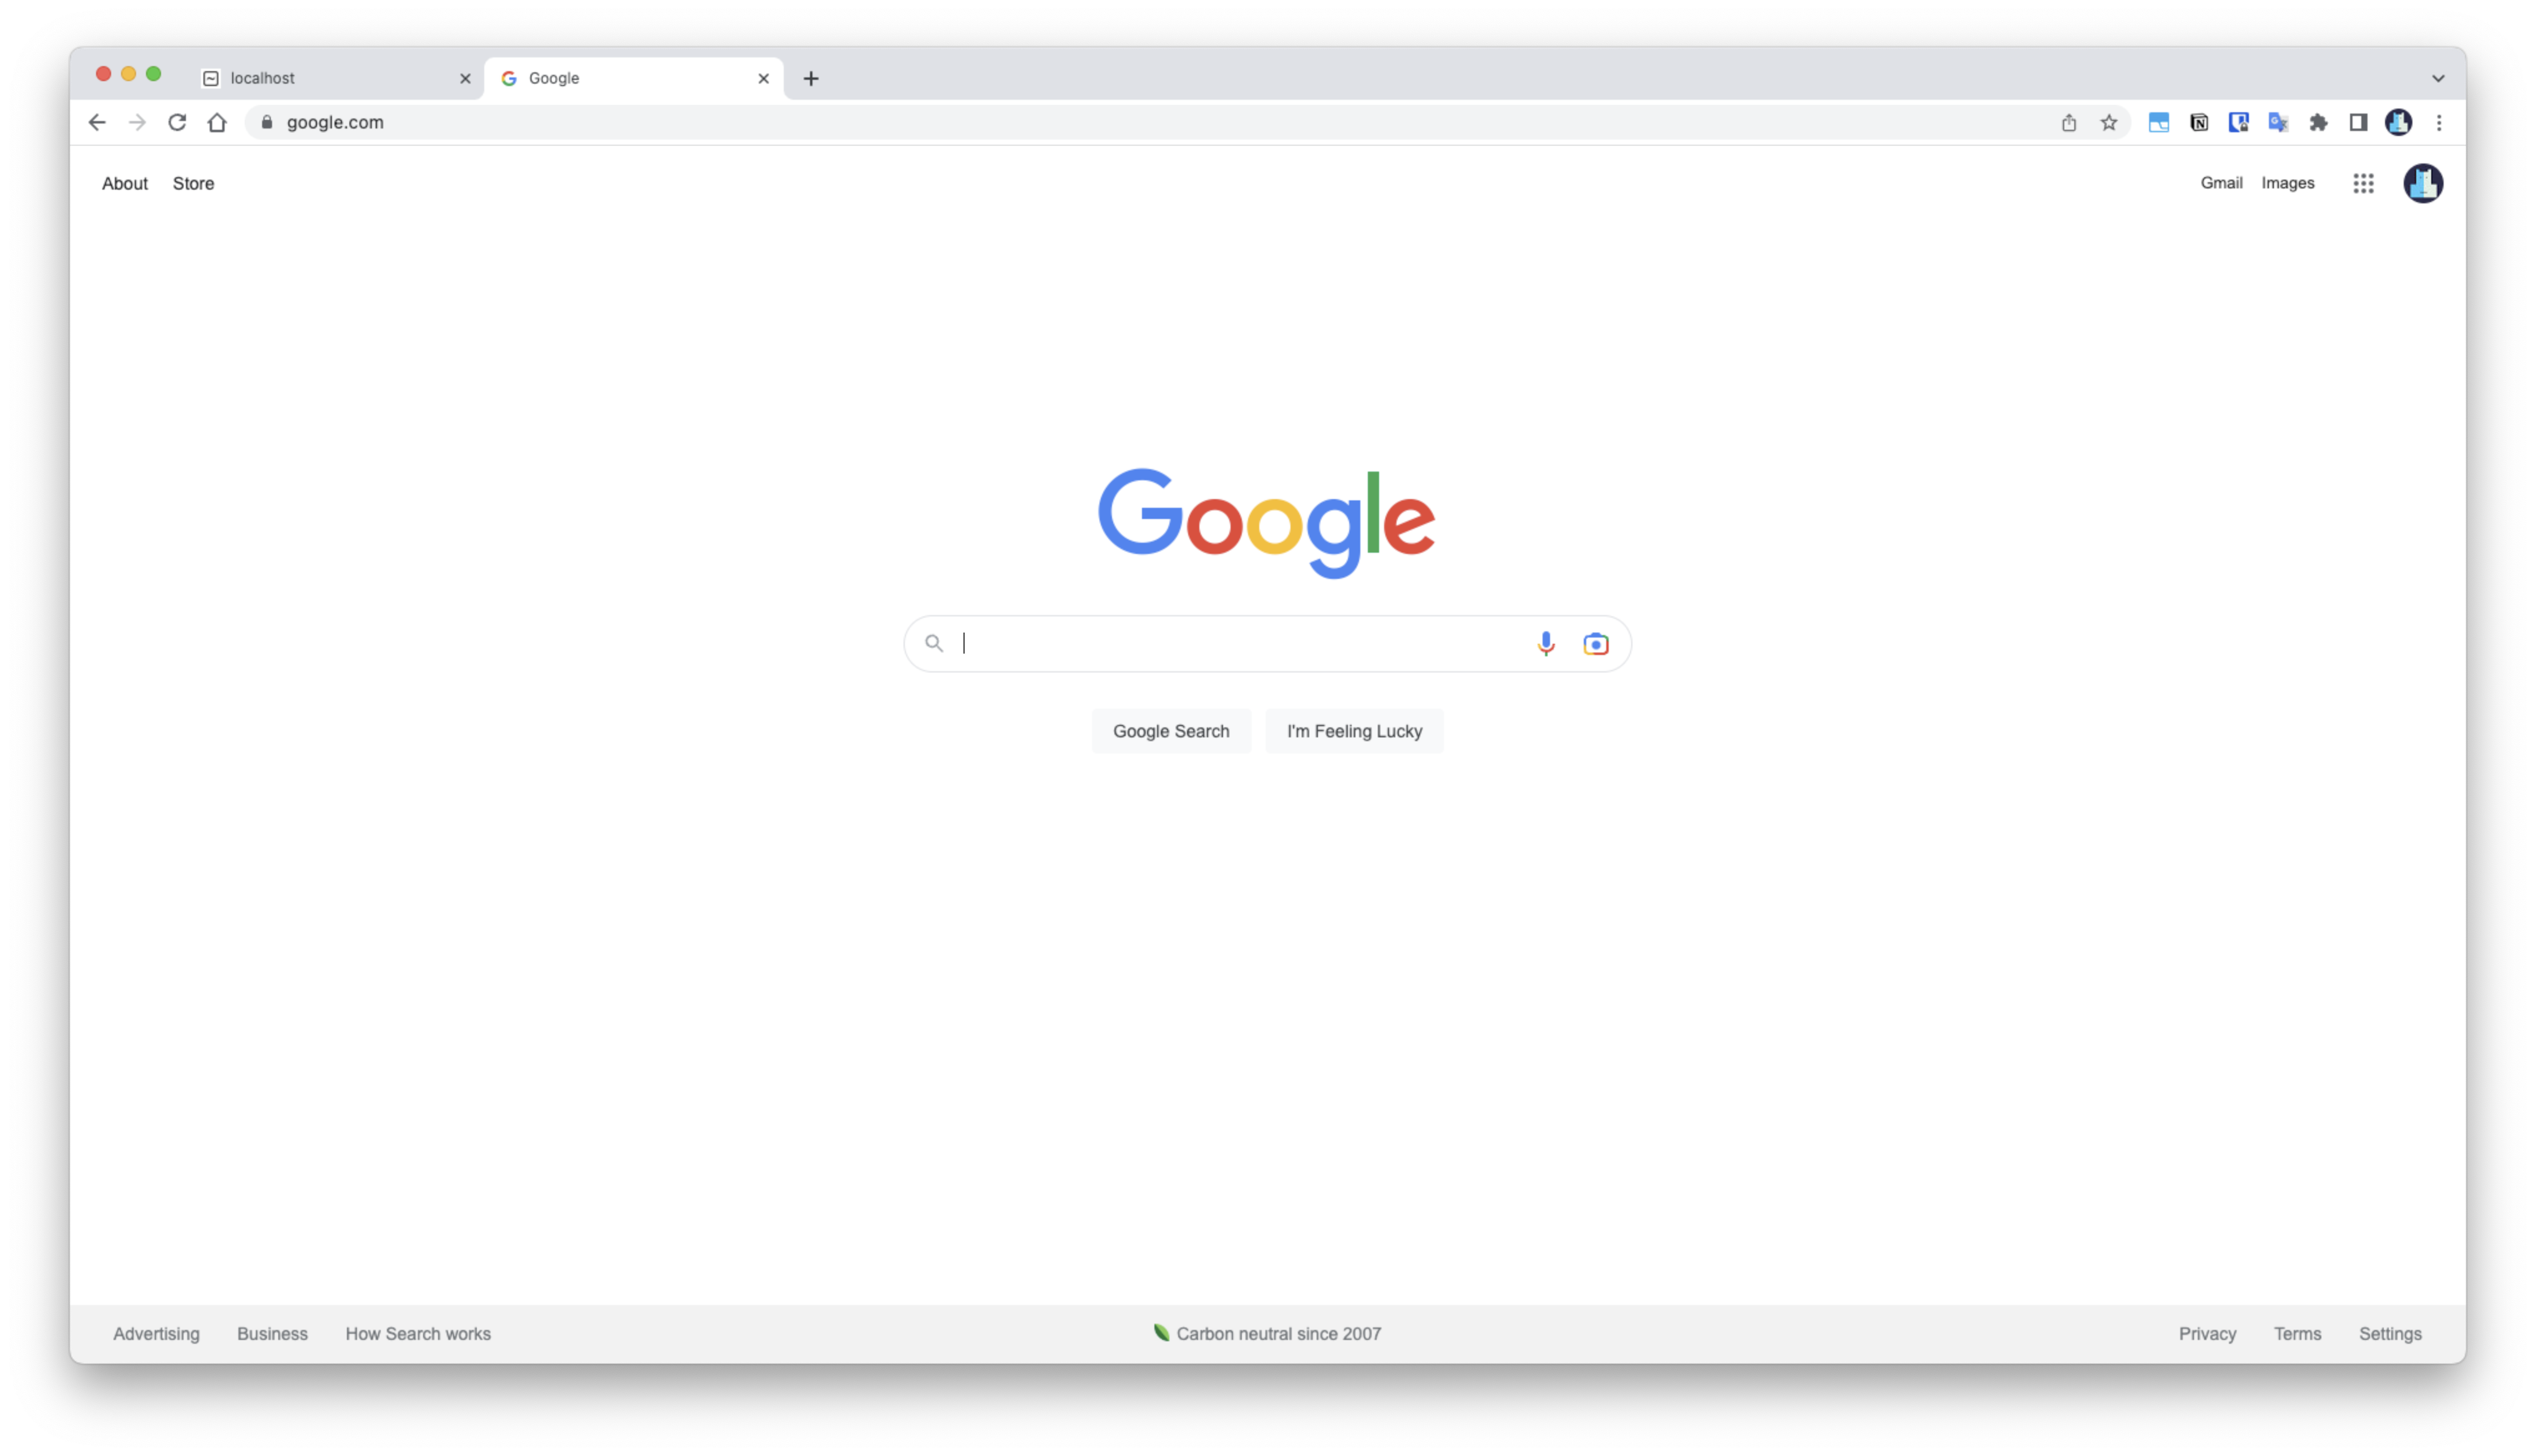 localhost
Google
google.com
About Store
Gmail Images
Google
Google Search I'm Feeling Lucky
Advertising Business How Search works
Carbon neutral since 2007
Privacy Terms Settings